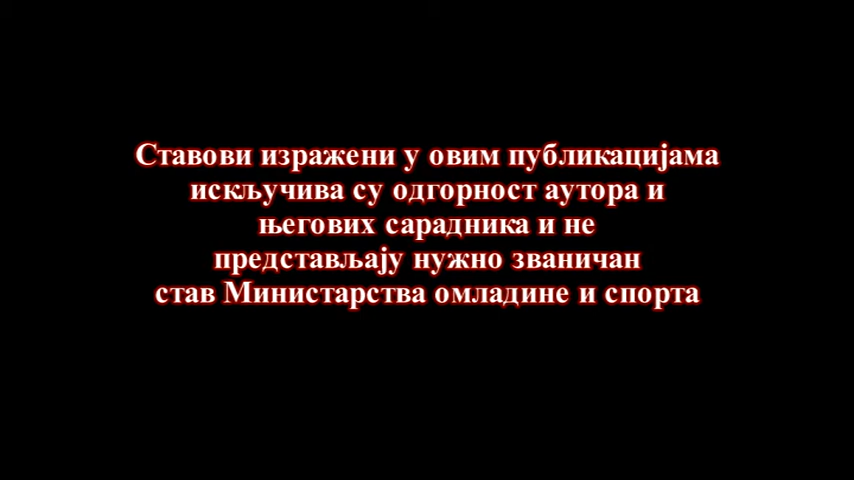 Ставови изражени у овим публикацијама
искључива су одгорност аутора и
његових сарадника и не
представљају нужно званичан
став Министарства омладине и спорта